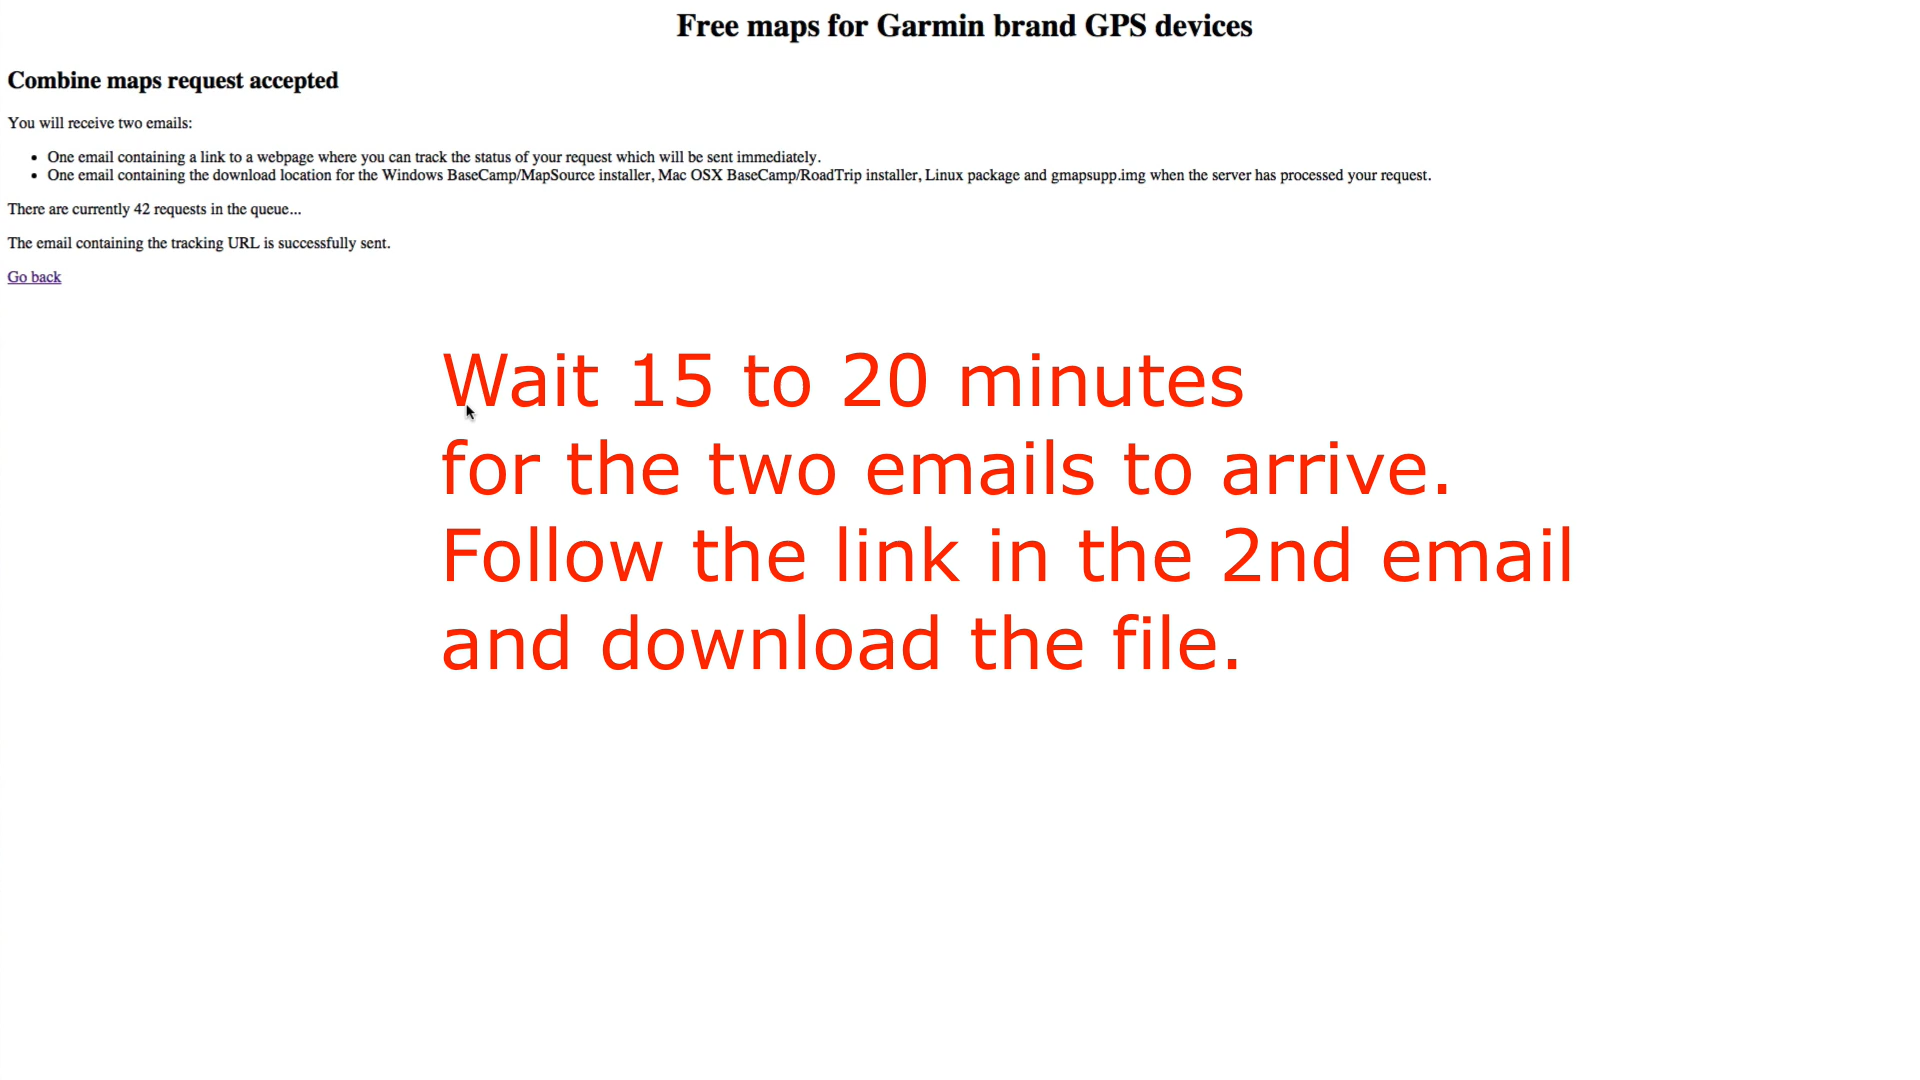 Free maps for Garmin brand GPS devices
Combine maps request accepted
You will receive two emails:
• One email containing a link to a webpage where you can track the status of your request which will be sent immediately.
• One email containing the download location for the Windows BaseCamp/MapSource installer, Mac OSX BaseCamp/RoadTrip installer, Linux package and gmapsupp.img when the server has processed your request.
There are currently 42 requests in the queue...
The email containing the tracking URL is successfully sent.
Go back
Wait 15 to 20 minutes
for the two emails to arrive.
Follow the link in the 2nd email
and download the file.